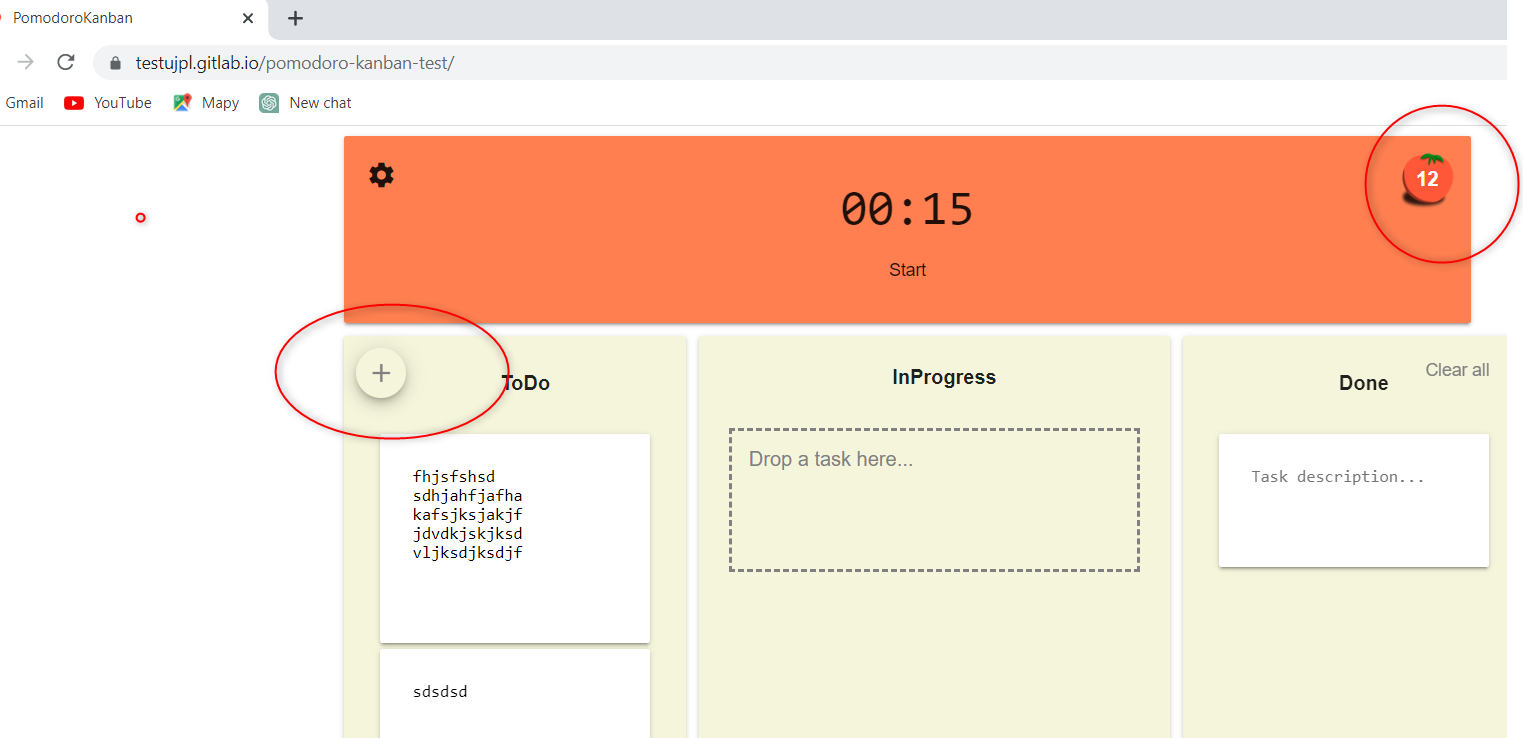 PomodoroKanban
testujpl.gitlab.io/pomodoro-kanban-test/
Gmail YouTube Mapy New chat
12
00:15
Start
ToDo
InProgress
Done
Clear all
fhjsfshsd
sdhjahfjafha
kafsjksjakjf
jdvdkjskjksd
vljksdjksdjf
Drop a task here...
Task description...
sdsdsd